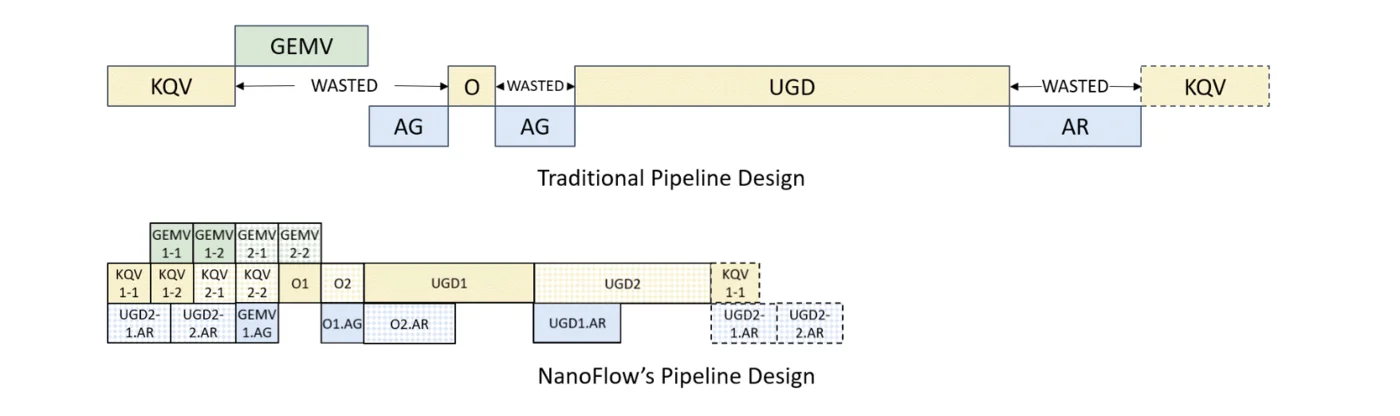 GEMV
KQV WASTED O WASTED UGD WASTED KQV
AG AG AR
Traditional Pipeline Design
GEMV GEMV GEMV GEMV
1-1 1-2 2-1 2-2
KQV KQV KQV KQV O1 O2 UGD1 UGD2 KQV
1-1 1-2 2-1 2-2 1-1
UGD2- UGD2- GEMV O1.AG O2.AR UGD1.AR UGD2- UGD2-
1.AR 2.AR 1.AG 1.AR 2.AR
NanoFlow’s Pipeline Design